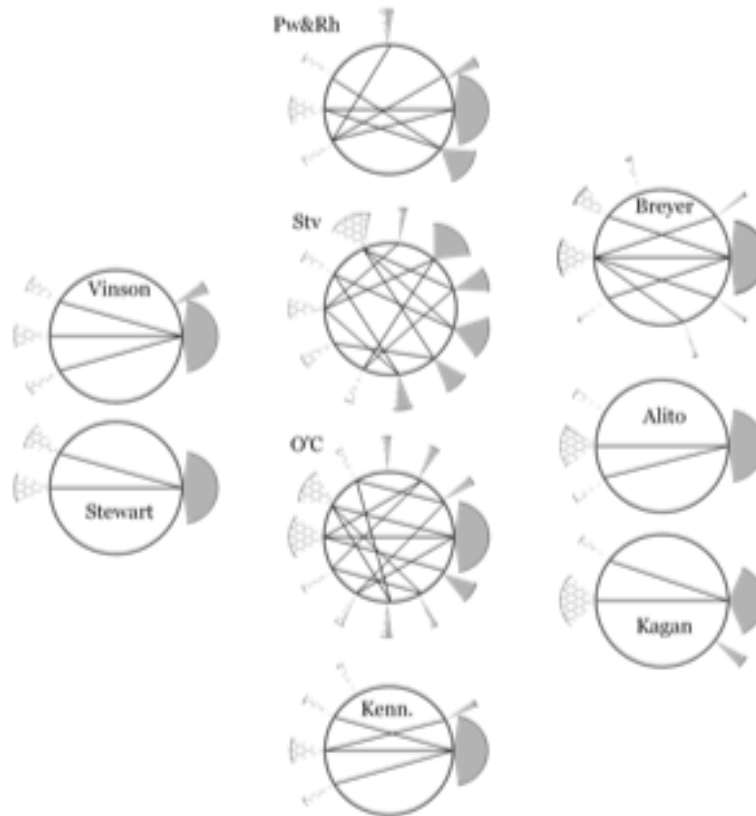 Pw&Rh
Stv
Breyer
Vinson
Alito
O'C
Stewart
Kagan
Kenn.